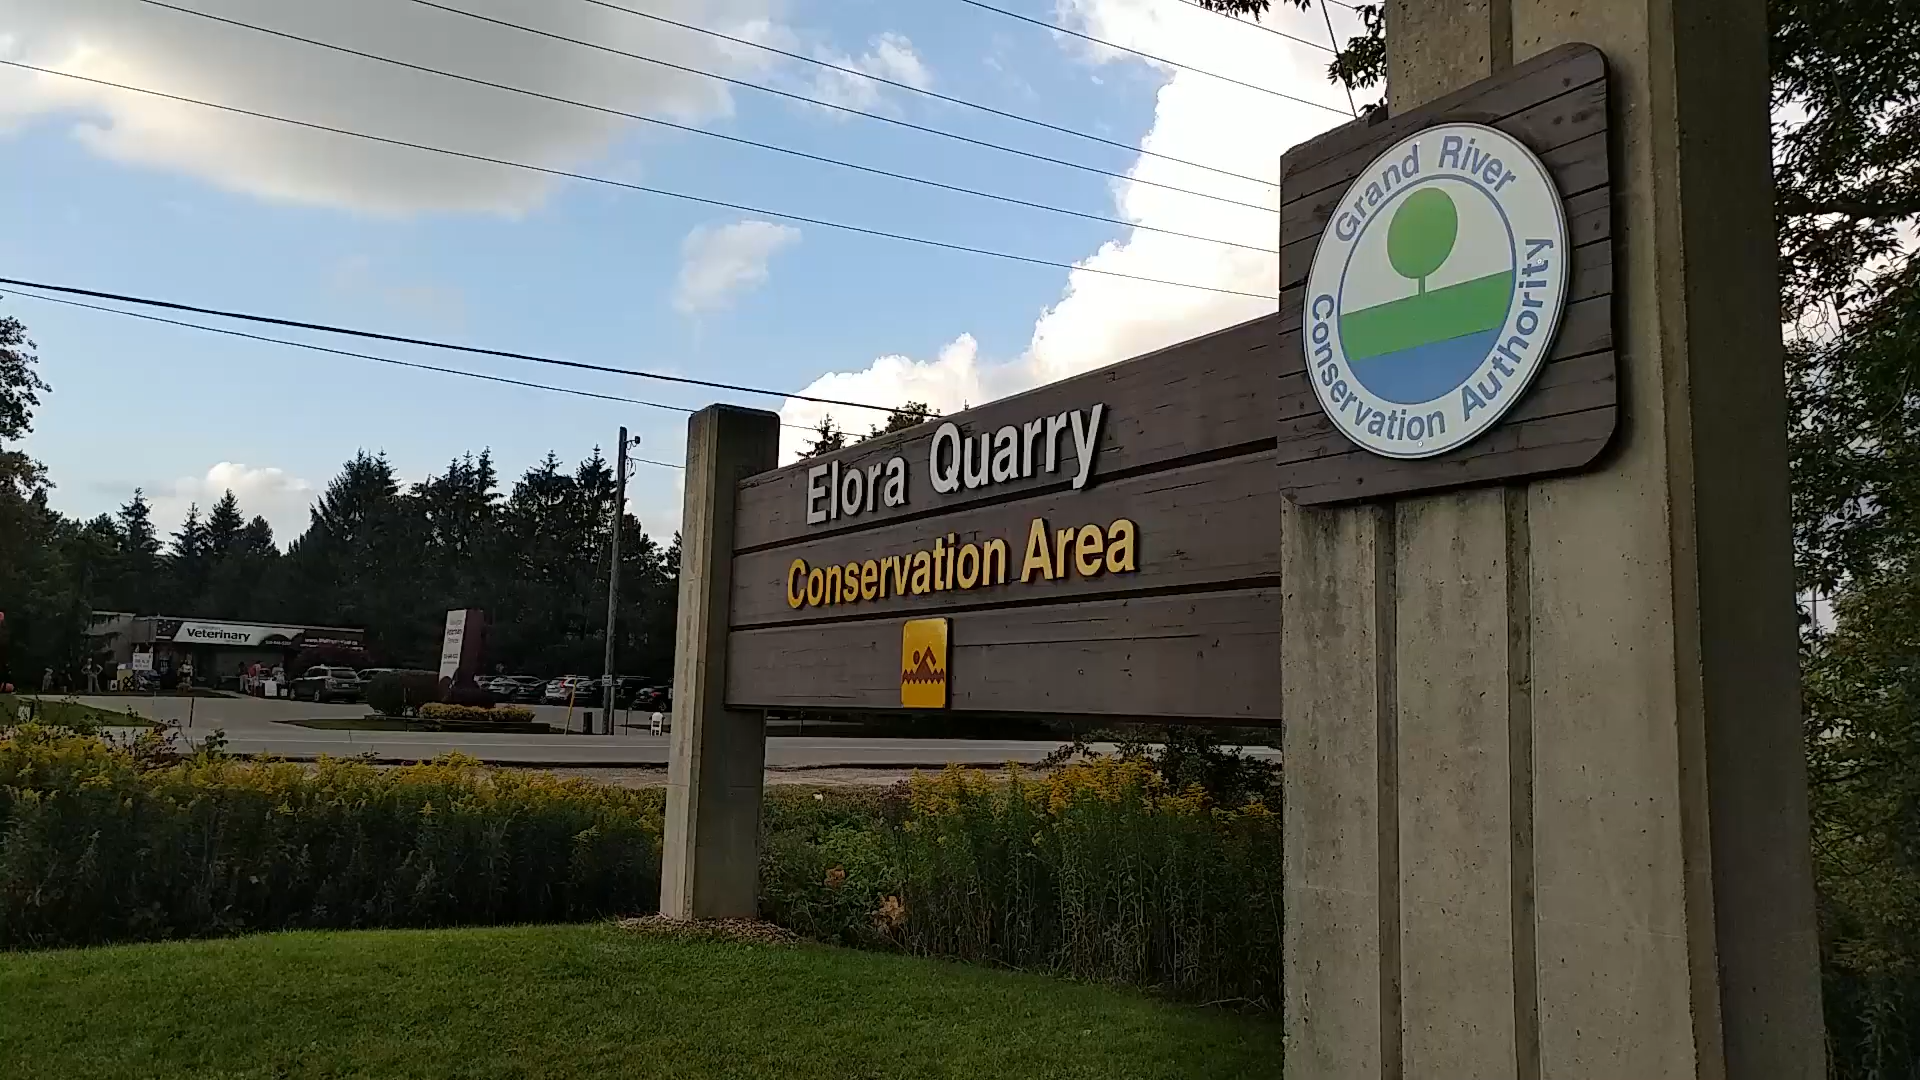 Grand River
Conservation Authority
Elora Quarry
Conservation Area
Veterinary